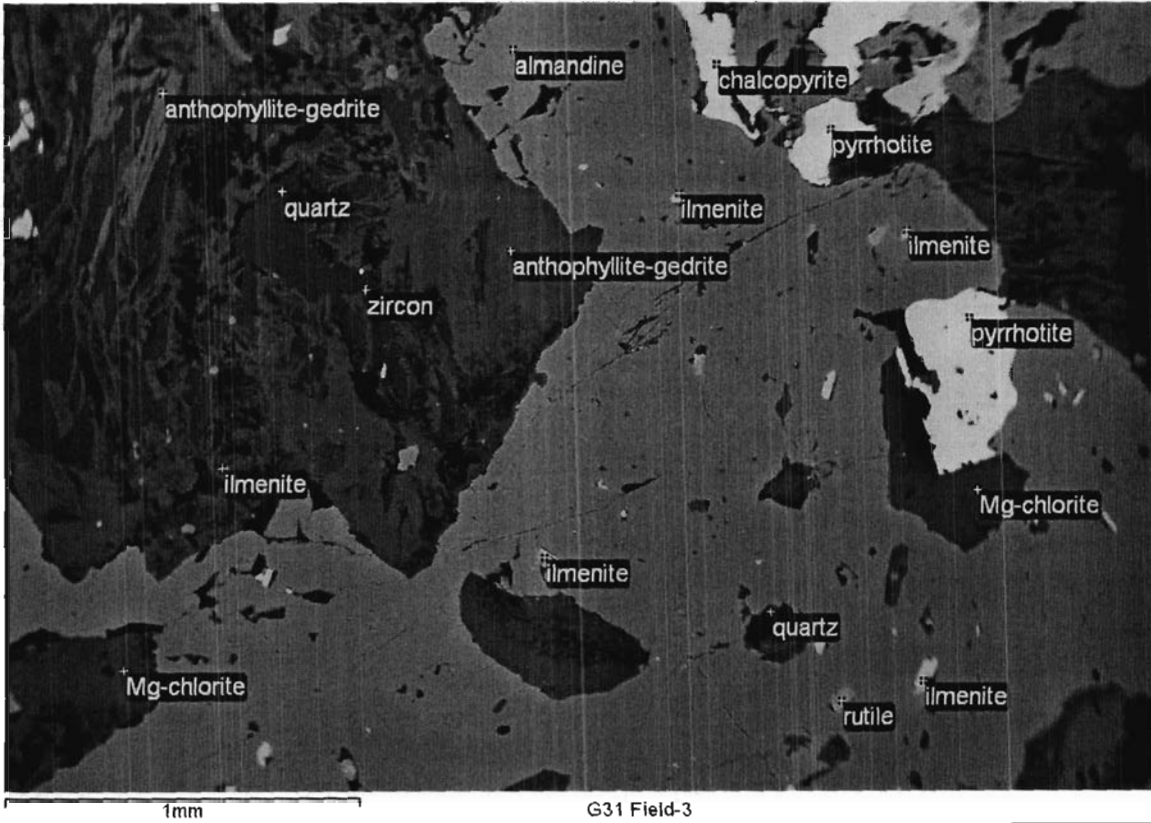 almandine
chalcopyrite
anthophyllite-gedrite
pyrrhotite
quartz
ilmenite
ilmenite
anthophyllite-gedrite
zircon
pyrrhotite
ilmenite
Mg-chlorite
ilmenite
quartz
Mg-chlorite
ilmenite
rutile
1mm
G31 Field-3